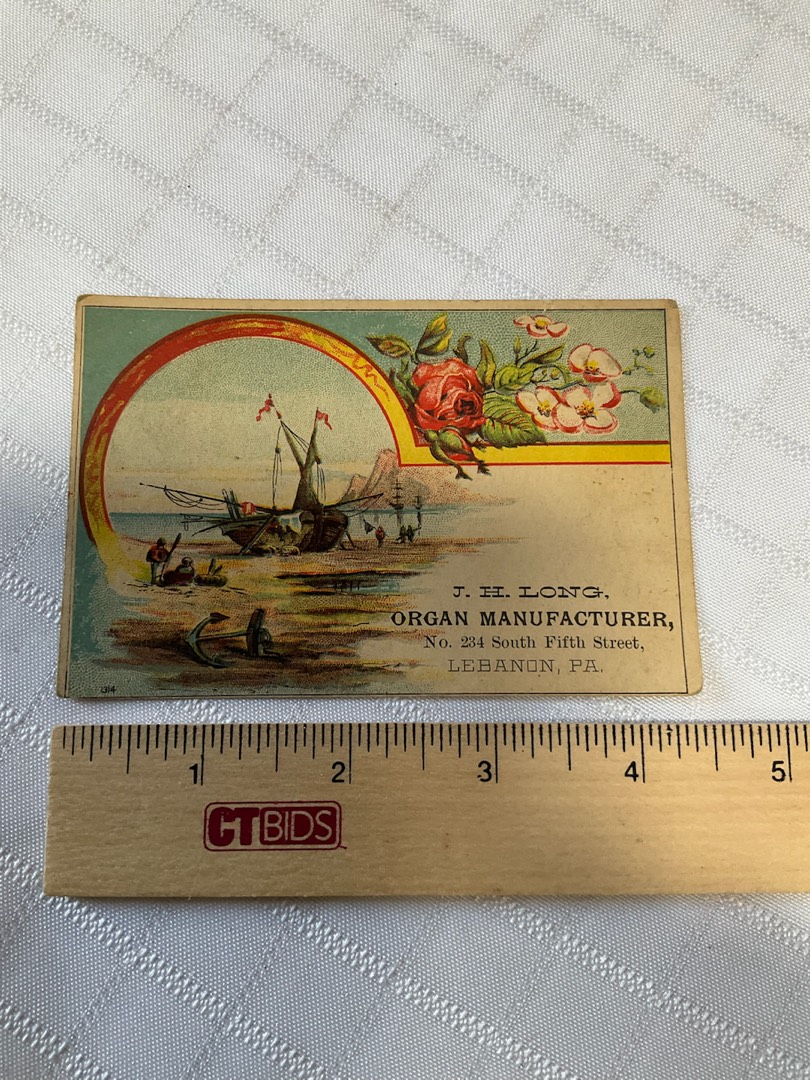 J. H. LONG,
ORGAN MANUFACTURER,
No. 234 South Fifth Street,
LEBANON, PA.
1314
1 2 3 4 5
CTBIDS